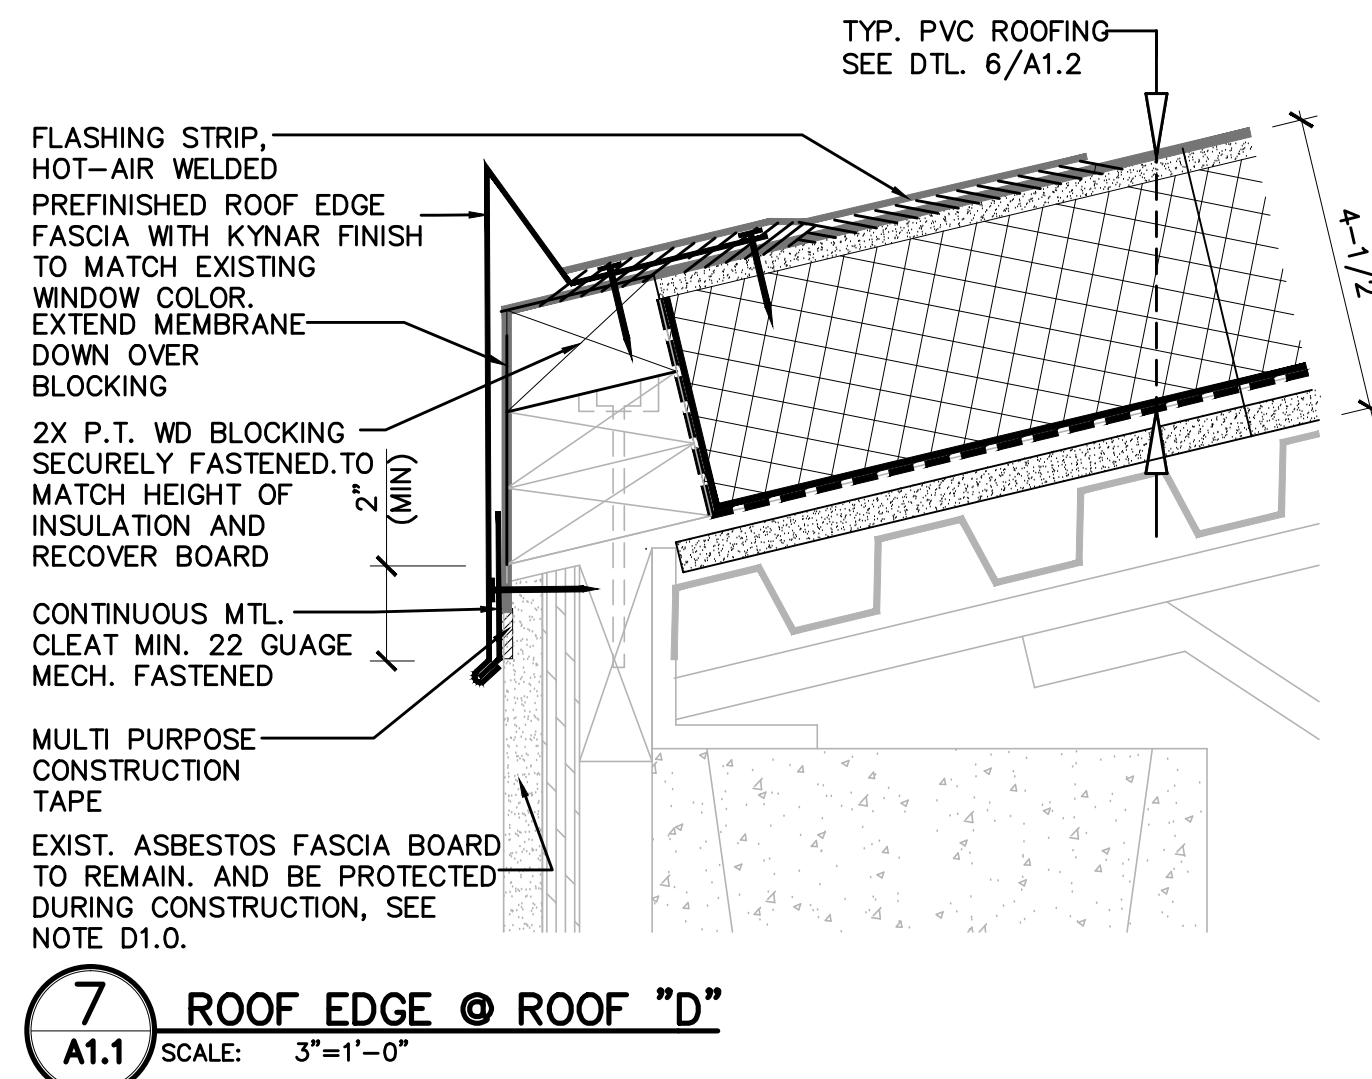 TYP. PVC ROOFING
SEE DTL. 6/A1.2
FLASHING STRIP,
HOT-AIR WELDED
PREFINISHED ROOF EDGE
FASCIA WITH KYNAR FINISH
TO MATCH EXISTING
WINDOW COLOR.
EXTEND MEMBRANE
DOWN OVER
BLOCKING
2X P.T. WD BLOCKING
SECURELY FASTENED.TO
MATCH HEIGHT OF
INSULATION AND
RECOVER BOARD
2"
(MIN)
4-1/2
CONTINUOUS MTL.
CLEAT MIN. 22 GUAGE
MECH. FASTENED
MULTI PURPOSE
CONSTRUCTION
TAPE
EXIST. ASBESTOS FASCIA BOARD
TO REMAIN. AND BE PROTECTED
DURING CONSTRUCTION, SEE
NOTE D1.0.
7
A1.1
ROOF EDGE @ ROOF "D"
SCALE: 3"=1'-0"